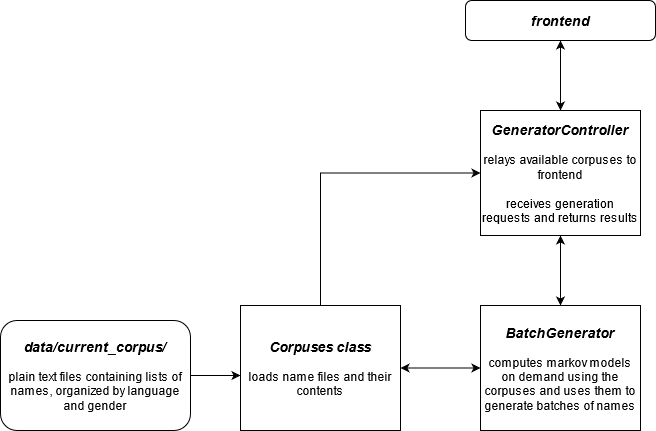 frontend
GeneratorController
relays available corpuses to
frontend
receives generation
requests and returns results
data/current_corpus/
plain text files containing lists of
names, organized by language
and gender
Corpuses class
loads name files and their
contents
BatchGenerator
computes markov models
on demand using the
corpuses and uses them to
generate batches of names